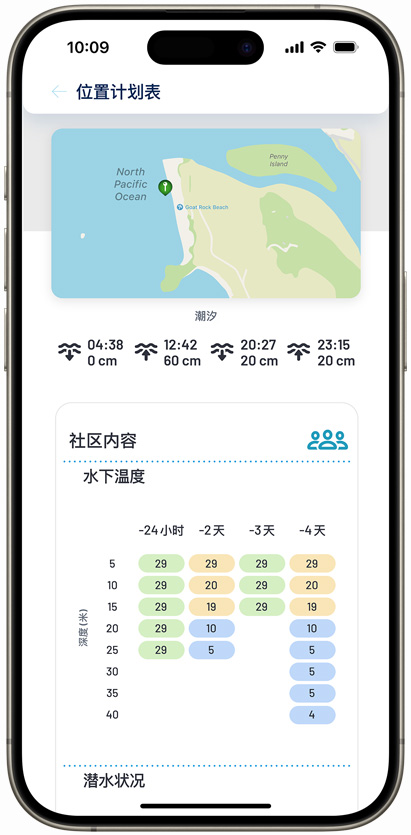 10:09
位置计划表
North
Pacific
Ocean
Penny
Island
Goat Rock Beach
潮汐
04:38 12:42 20:27 23:15
0 cm 60 cm 20 cm 20 cm
社区内容
水下温度
-24小时 -2天 -3天 -4天
深度(米)
5 29 29 29 29
10 29 20 29 20
15 29 19 29 19
20 29 10 10
25 29 5 5
30 5
35 5
40 4
潜水状况